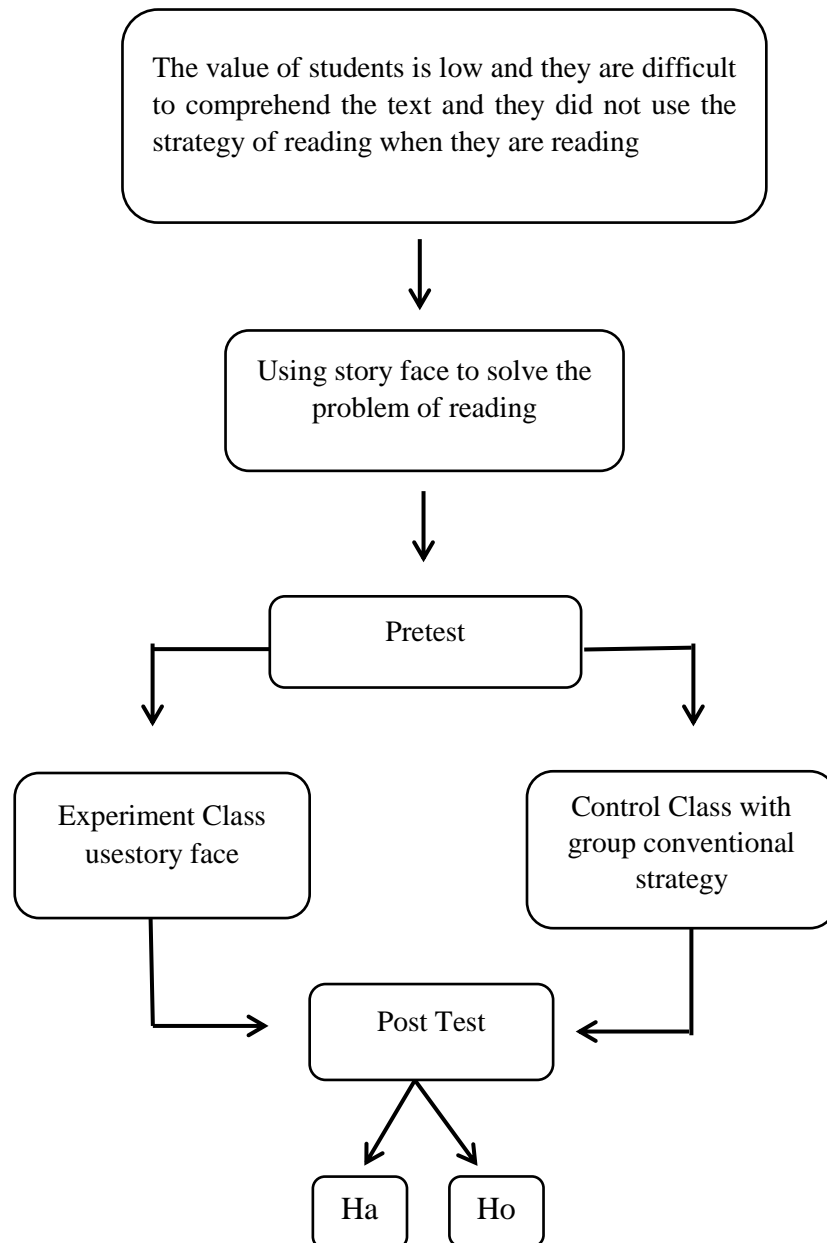 The value of students is low and they are difficult
to comprehend the text and they did not use the
strategy of reading when they are reading
Using story face to solve the
problem of reading
Pretest
Experiment Class
usestory face
Control Class with
group conventional
strategy
Post Test
Ha
Ho